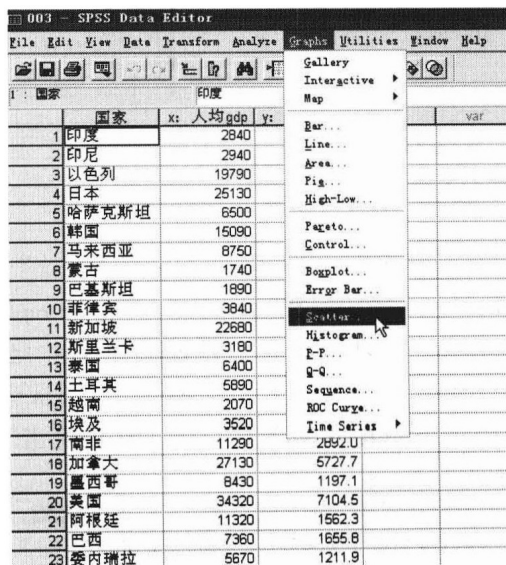 003 - SPSS Data Editor
File Edit View Data Transform Analyze Graphs Utilities Window Help
1 : 国家 印度
国家 x: 人均gdp y: var
1 印度 2840
2 印尼 2940
3 以色列 19790
4 日本 25130
5 哈萨克斯坦 6500
6 韩国 15090
7 马来西亚 8750
8 蒙古 1740
9 巴基斯坦 1890
10 菲律宾 3840
11 新加坡 22680
12 斯里兰卡 3180
13 泰国 6400
14 土耳其 5890
15 越南 2070
16 埃及 3520
17 南非 11290 2892.0
18 加拿大 27130 5727.7
19 墨西哥 8430 1197.1
20 美国 34320 7104.5
21 阿根廷 11320 1562.3
22 巴西 7360 1655.8
23 委内瑞拉 5670 1211.9
Gallery
Interactive
Map
Bar...
Line...
Area...
Pie...
High-Low...
Pareto...
Control...
Boxplot...
Error Bar...
Scatter...
Histogram...
P-P...
Q-Q...
Sequence...
ROC Curve...
Time Series